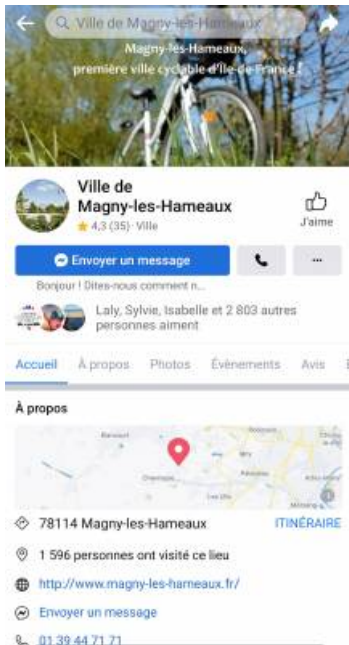 Ville de Magny-les-Hameaux
Magny-les-Hameaux,
première ville cyclable d'Ile-de-France !
Ville de
Magny-les-Hameaux
4,3 (35) · Ville
J'aime
Envoyer un message
Bonjour ! Dites-nous comment n...
Laly, Sylvie, Isabelle et 2 803 autres
personnes aiment
Accueil À propos Photos Évènements Avis
À propos
78114 Magny-les-Hameaux ITINÉRAIRE
1 596 personnes ont visité ce lieu
http://www.magny-les-hameaux.fr/
Envoyer un message
01 39 44 71 71